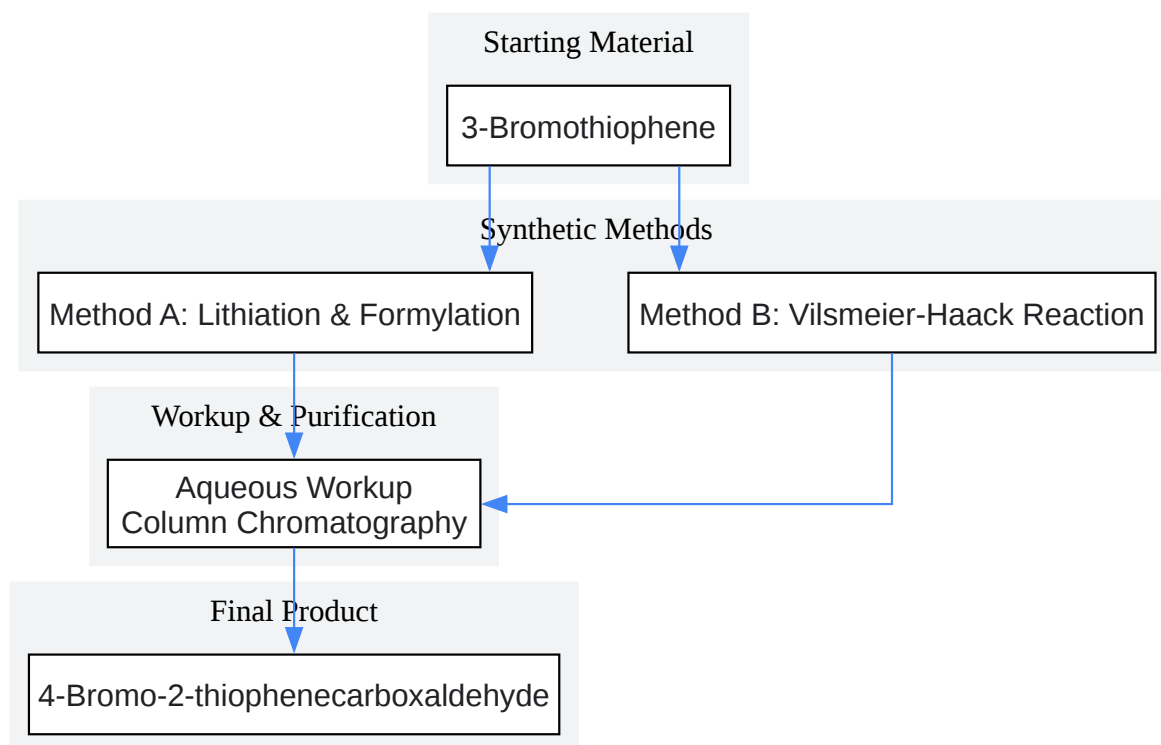 Starting Material
3-Bromothiophene
Synthetic Methods
Method A: Lithiation & Formylation
Method B: Vilsmeier-Haack Reaction
Workup & Purification
Aqueous Workup
Column Chromatography
Final Product
4-Bromo-2-thiophenecarboxaldehyde